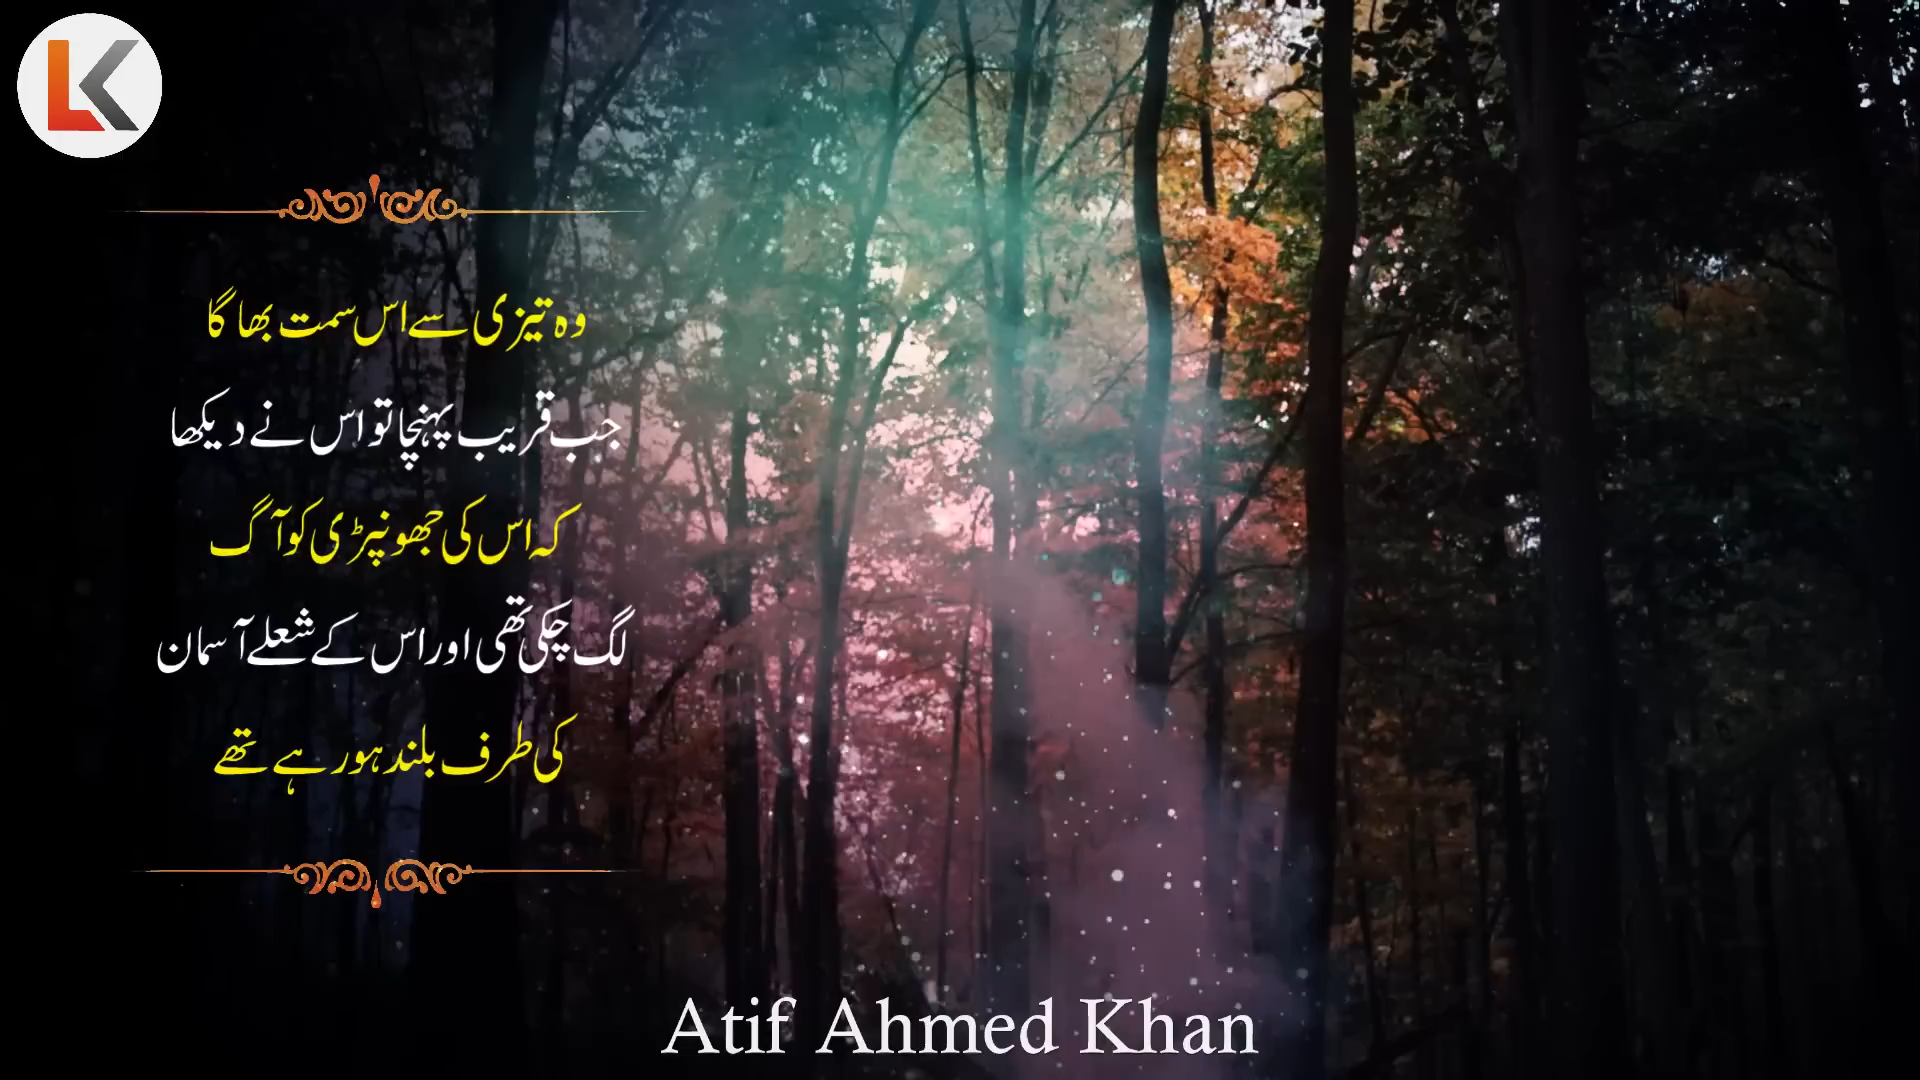 LK
وہ تیزی سے اس سمت بھاگا
جب قریب پہنچا تو اس نے دیکھا
کہ اس کی جھونپڑی کو آگ
لگ چکی تھی اور اس کے شعلے آسمان
کی طرف بلند ہو رہے تھے
Atif Ahmed Khan